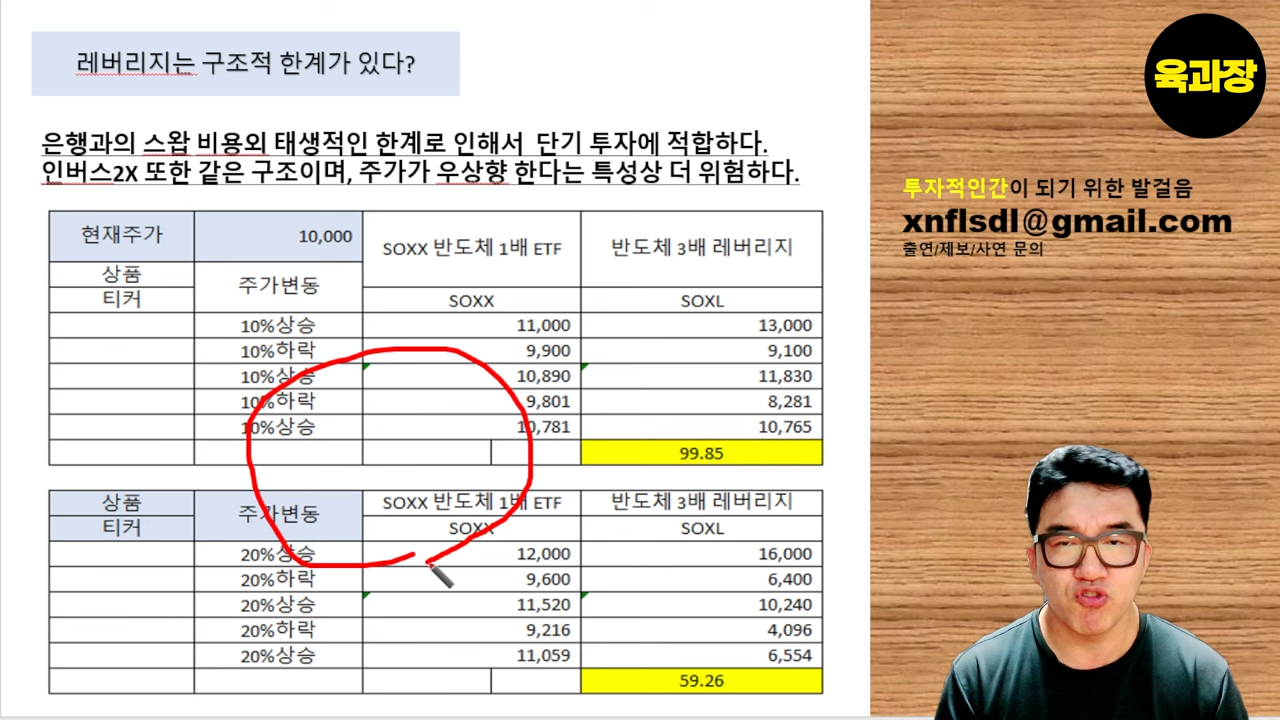 레버리지는 구조적 한계가 있다?
육과장
은행과의 스왑 비용외 태생적인 한계로 인해서 단기 투자에 적합하다.
인버스2X 또한 같은 구조이며, 주가가 우상향 한다는 특성상 더 위험하다.
투자적인간이 되기 위한 발걸음
xnflsdl@gmail.com
출연/제보/사연 문의
현재주가 10,000 SOXX 반도체 1배 ETF 반도체 3배 레버리지
상품 주가변동
티커 SOXX SOXL
10%상승 11,000 13,000
10%하락 9,900 9,100
10%상승 10,890 11,830
10%하락 9,801 8,281
10%상승 10,781 10,765
99.85
상품 주가변동 SOXX 반도체 1배 ETF 반도체 3배 레버리지
티커 SOXX SOXL
20%상승 12,000 16,000
20%하락 9,600 6,400
20%상승 11,520 10,240
20%하락 9,216 4,096
20%상승 11,059 6,554
59.26